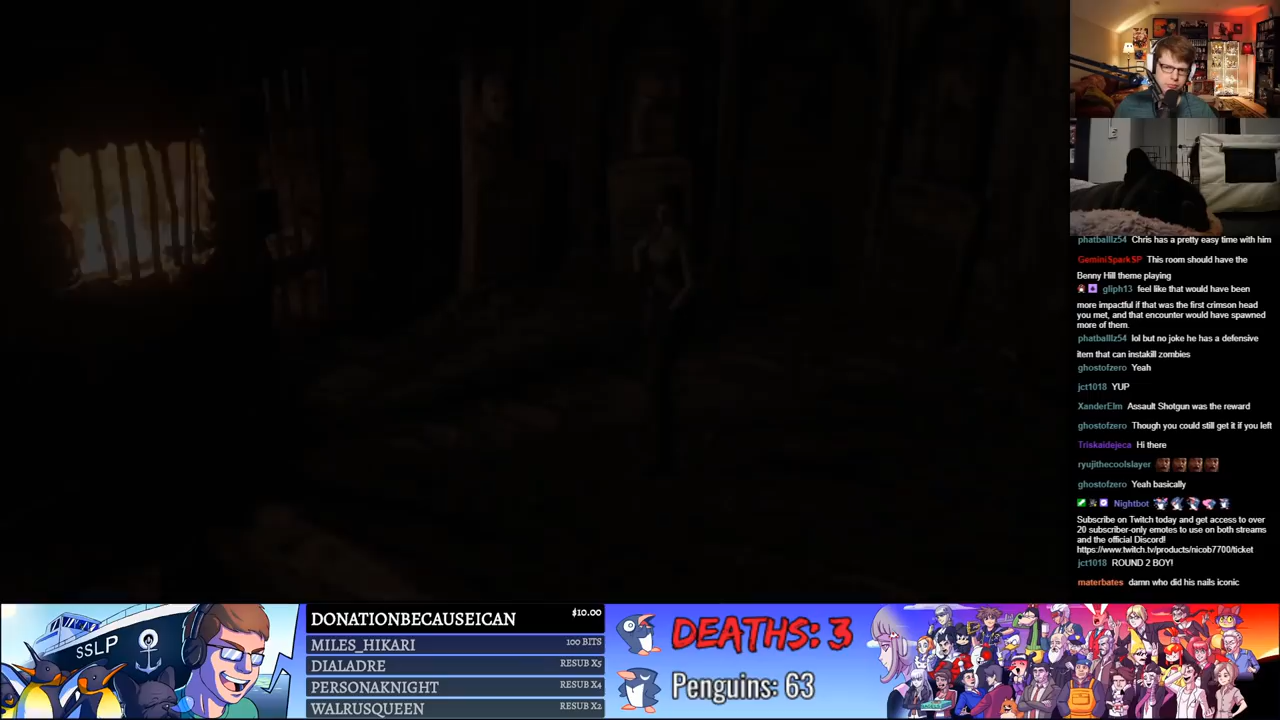 phatballlz54 Chris has a pretty easy time with him
GeminiSparkSP This room should have the
Benny Hill theme playing
gliph13 feel like that would have been
more impactful if that was the first crimson head
you met, and that encounter would have spawned
more of them.
phatballlz54 lol but no joke he has a defensive
item that can instakill zombies
ghostofzero Yeah
jct1018 YUP
XanderElm Assault Shotgun was the reward
ghostofzero Though you could still get it if you left
Triskaidejeca Hi there
ryujithecoolslayer
ghostofzero Yeah basically
Nightbot
Subscribe on Twitch today and get access to over
20 subscriber-only emotes to use on both streams
and the official Discord!
https://www.twitch.tv/products/nicob7700/ticket
jct1018 ROUND 2 BOY!
materbates damn who did his nails iconic
SSLP
DONATIONBECAUSEICAN $10.00
MILES_HIKARI 100 BITS
DIALADRE RESUB X5
PERSONAKNIGHT RESUB X4
WALRUSQUEEN RESUB X2
DEATHS: 3
Penguins: 63